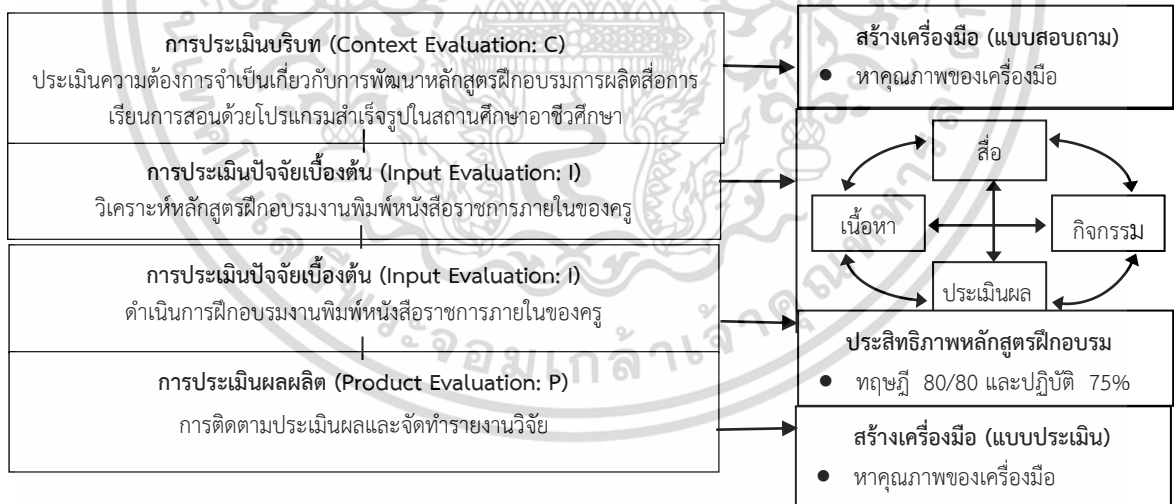 การประเมินบริบท (Context Evaluation: C)
ประเมินความต้องการจำเป็นเกี่ยวกับการพัฒนาหลักสูตรฝึกอบรมการผลิตสื่อการ
เรียนการสอนด้วยโปรแกรมสำเร็จรูปในสถานศึกษาอาชีวศึกษา
การประเมินปัจจัยเบื้องต้น (Input Evaluation: I)
วิเคราะห์หลักสูตรฝึกอบรมงานพิมพ์หนังสือราชการภายในของครู
การประเมินปัจจัยเบื้องต้น (Input Evaluation: I)
ดำเนินการฝึกอบรมงานพิมพ์หนังสือราชการภายในของครู
การประเมินผลผลิต (Product Evaluation: P)
การติดตามประเมินผลและจัดทำรายงานวิจัย
สร้างเครื่องมือ (แบบสอบถาม)
● หาคุณภาพของเครื่องมือ
สื่อ
เนื้อหา
กิจกรรม
ประเมินผล
ประสิทธิภาพหลักสูตรฝึกอบรม
● ทฤษฎี 80/80 และปฏิบัติ 75%
สร้างเครื่องมือ (แบบประเมิน)
● หาคุณภาพของเครื่องมือ